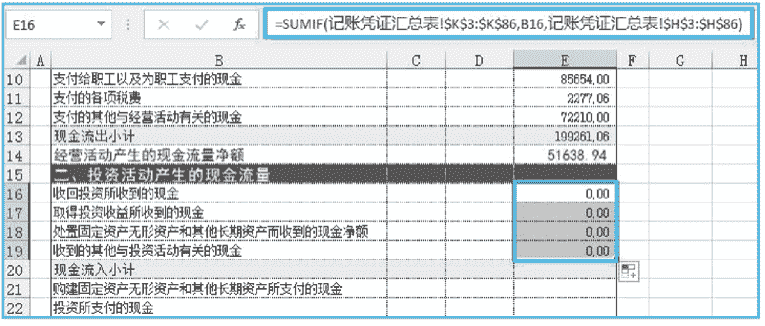 E16 =SUMIF(记账凭证汇总表!$K$3:$K$86,B16,记账凭证汇总表!$H$3:$H$86)
A B C D E F G H
10 支付给职工以及为职工支付的现金 85654.00
11 支付的各项税费 2277.06
12 支付的其他与经营活动有关的现金 72210.00
13 现金流出小计 199261.06
14 经营活动产生的现金流量净额 51638.94
15 二、投资活动产生的现金流量
16 收回投资所收到的现金 0.00
17 取得投资收益所收到的现金 0.00
18 处置固定资产无形资产和其他长期资产而收到的现金净额 0.00
19 收到的其他与投资活动有关的现金 0.00
20 现金流入小计
21 购建固定资产无形资产和其他长期资产所支付的现金
22 投资所支付的现金